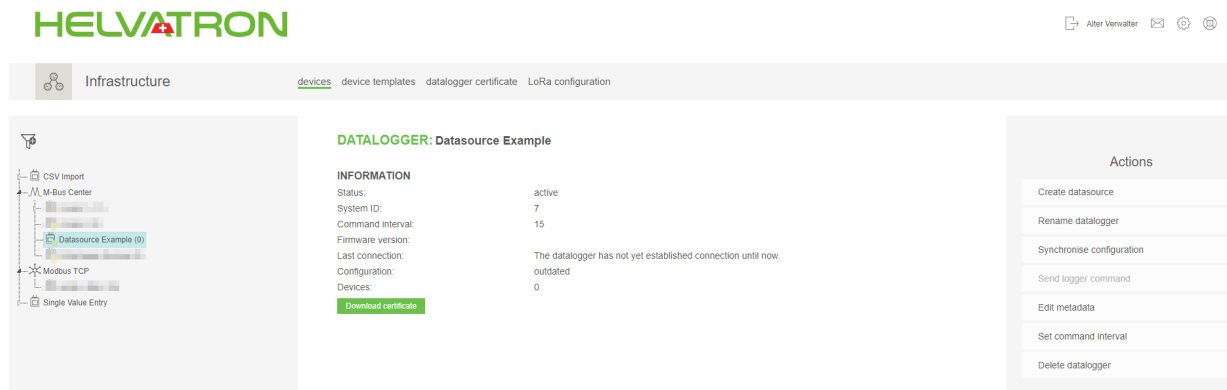 HELVATRON
Alter Verwalter
Infrastructure
devices device templates datalogger certificate LoRa configuration
CSV Import
M-Bus Center
Datasource Example (0)
Modbus TCP
Single Value Entry
DATALOGGER: Datasource Example
INFORMATION
Status: active
System ID: 7
Command interval: 15
Firmware version:
Last connection: The datalogger has not yet established connection until now.
Configuration: outdated
Devices: 0
Download certificate
Actions
Create datasource
Rename datalogger
Synchronise configuration
Send logger command
Edit metadata
Set command interval
Delete datalogger